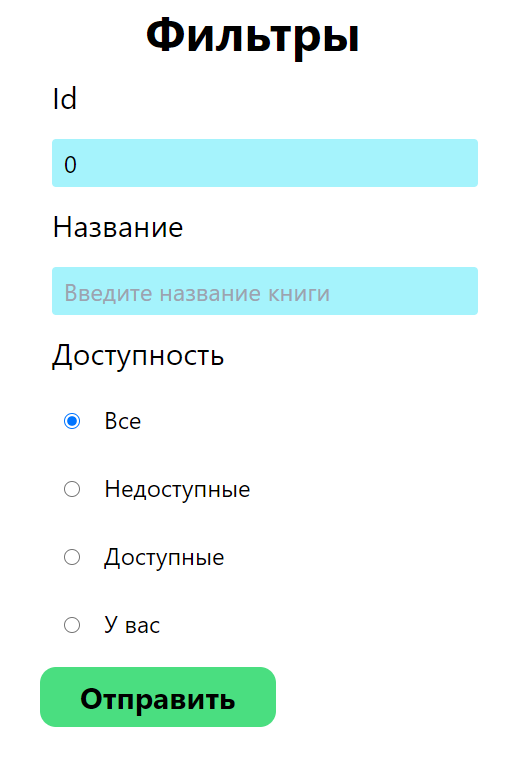 Фильтры
Id
0
Название
Введите название книги
Доступность
Все
Недоступные
Доступные
У вас
Отправить